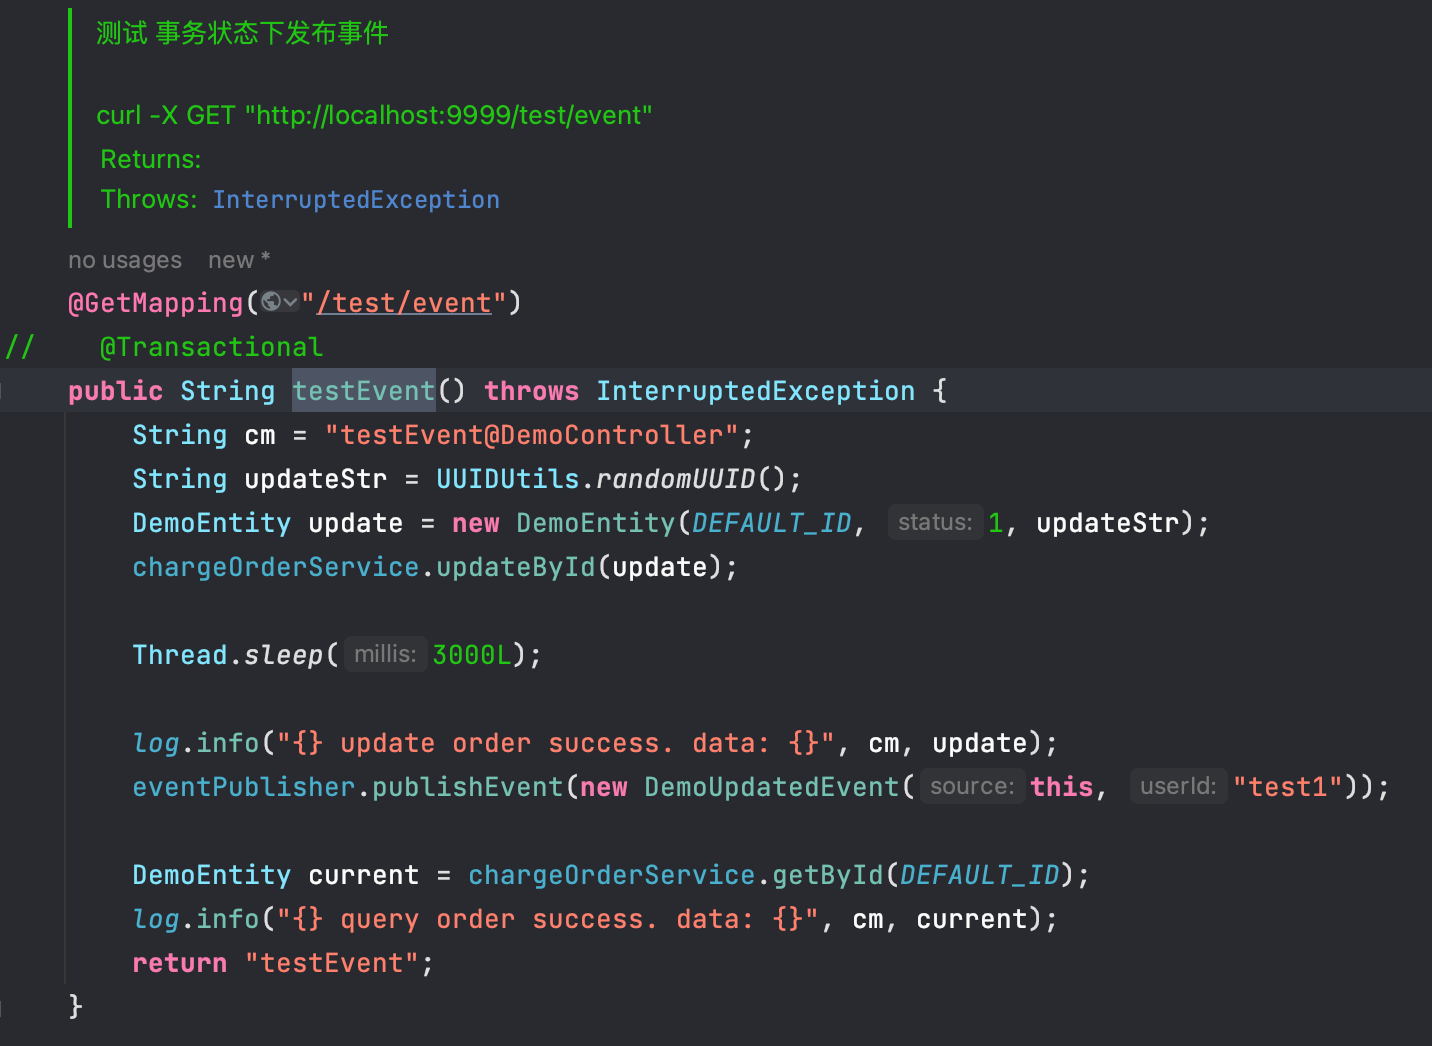 测试 事务状态下发布事件
curl -X GET "http://localhost:9999/test/event"
Returns:
Throws: InterruptedException
no usages new *
@GetMapping("/test/event")
// @Transactional
public String testEvent() throws InterruptedException {
String cm = "testEvent@DemoController";
String updateStr = UUIDUtils.randomUUID();
DemoEntity update = new DemoEntity(DEFAULT_ID, status: 1, updateStr);
chargeOrderService.updateById(update);
Thread.sleep( millis: 3000L);
log.info("{} update order success. data: {}", cm, update);
eventPublisher.publishEvent(new DemoUpdatedEvent( source: this, userId: "test1"));
DemoEntity current = chargeOrderService.getById(DEFAULT_ID);
log.info("{} query order success. data: {}", cm, current);
return "testEvent";
}